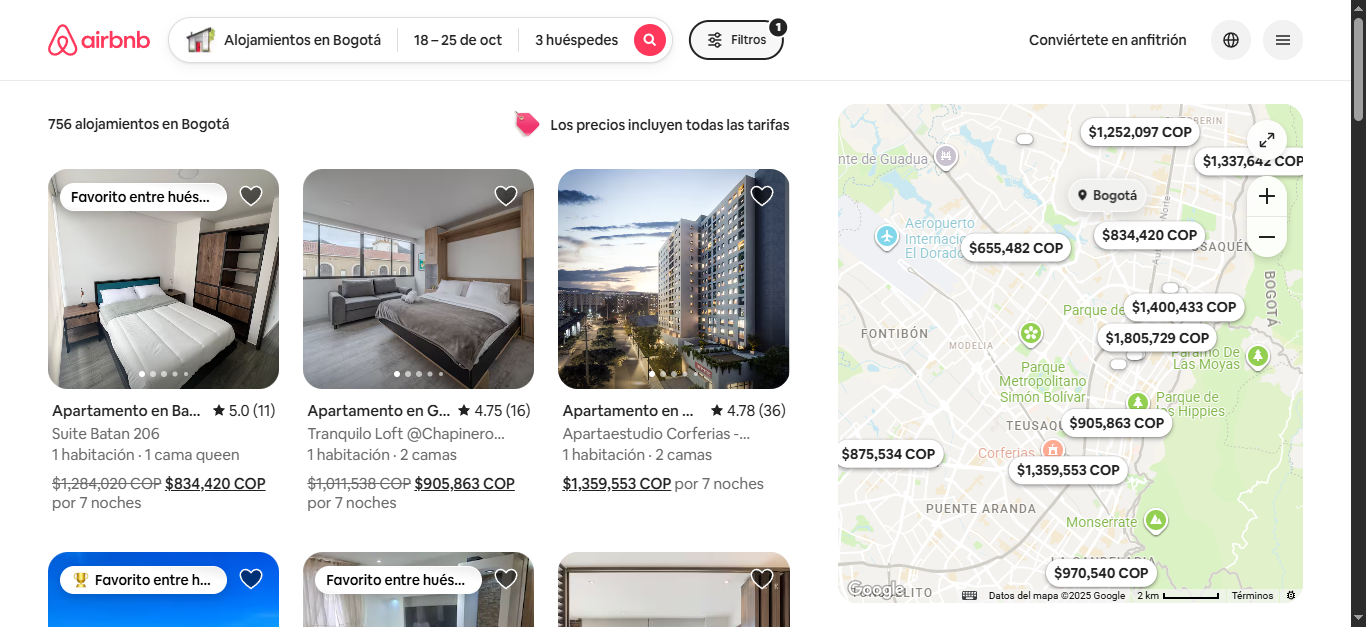 airbnb
Alojamientos en Bogotá
18 – 25 de oct
3 huéspedes
Filtros
1
Conviértete en anfitrión
756 alojamientos en Bogotá
Los precios incluyen todas las tarifas
Favorito entre hués...
Apartamento en Ba...
5.0 (11)
Suite Batan 206
1 habitación · 1 cama queen
$1,284,020 COP $834,420 COP
por 7 noches
Apartamento en G...
4.75 (16)
Tranquilo Loft @Chapinero...
1 habitación · 2 camas
$1,011,538 COP $905,863 COP
por 7 noches
Apartamento en ...
4.78 (36)
Apartaestudio Corferias -...
1 habitación · 2 camas
$1,359,553 COP por 7 noches
Favorito entre h...
Favorito entre hués...
$1,252,097 COP
nte de Guadua
$1,337,642 COP
Bogotá
Aeropuerto
Internacio
El Dorado
$655,482 COP
$834,420 COP
SAQUÉN
BOGOTÁ
Parque de
$1,400,433 COP
FONTIBÓN
MODELIA
$1,805,729 COP
Páramo De
Las Moyas
Parque
Metropolitano
Simón Bolívar
Parque de
los Hippies
TEUSAQU
$905,863 COP
Corferias
$875,534 COP
$1,359,553 COP
PUENTE ARANDA
Monserrate
LA CANDELARIA
$970,540 COP
Google
Datos del mapa ©2025 Google
2 km
Términos